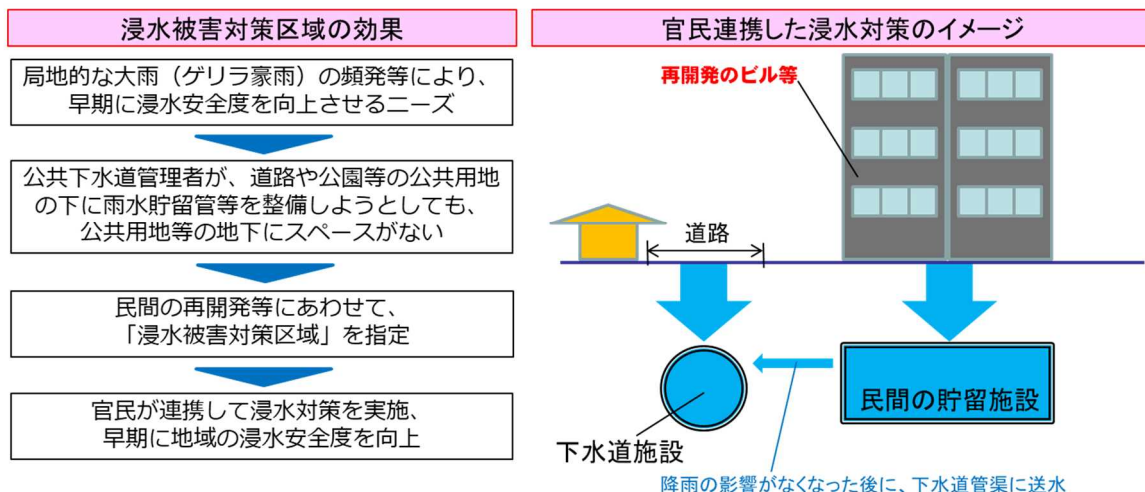 浸水被害対策区域の効果
局地的な大雨（ゲリラ豪雨）の頻発等により、
早期に浸水安全度を向上させるニーズ
公共下水道管理者が、道路や公園等の公共用地
の下に雨水貯留管等を整備しようとしても、
公共用地等の地下にスペースがない
民間の再開発等にあわせて、
「浸水被害対策区域」を指定
官民が連携して浸水対策を実施、
早期に地域の浸水安全度を向上
官民連携した浸水対策のイメージ
再開発のビル等
道路
民間の貯留施設
下水道施設
降雨の影響がなくなった後に、下水道管渠に送水